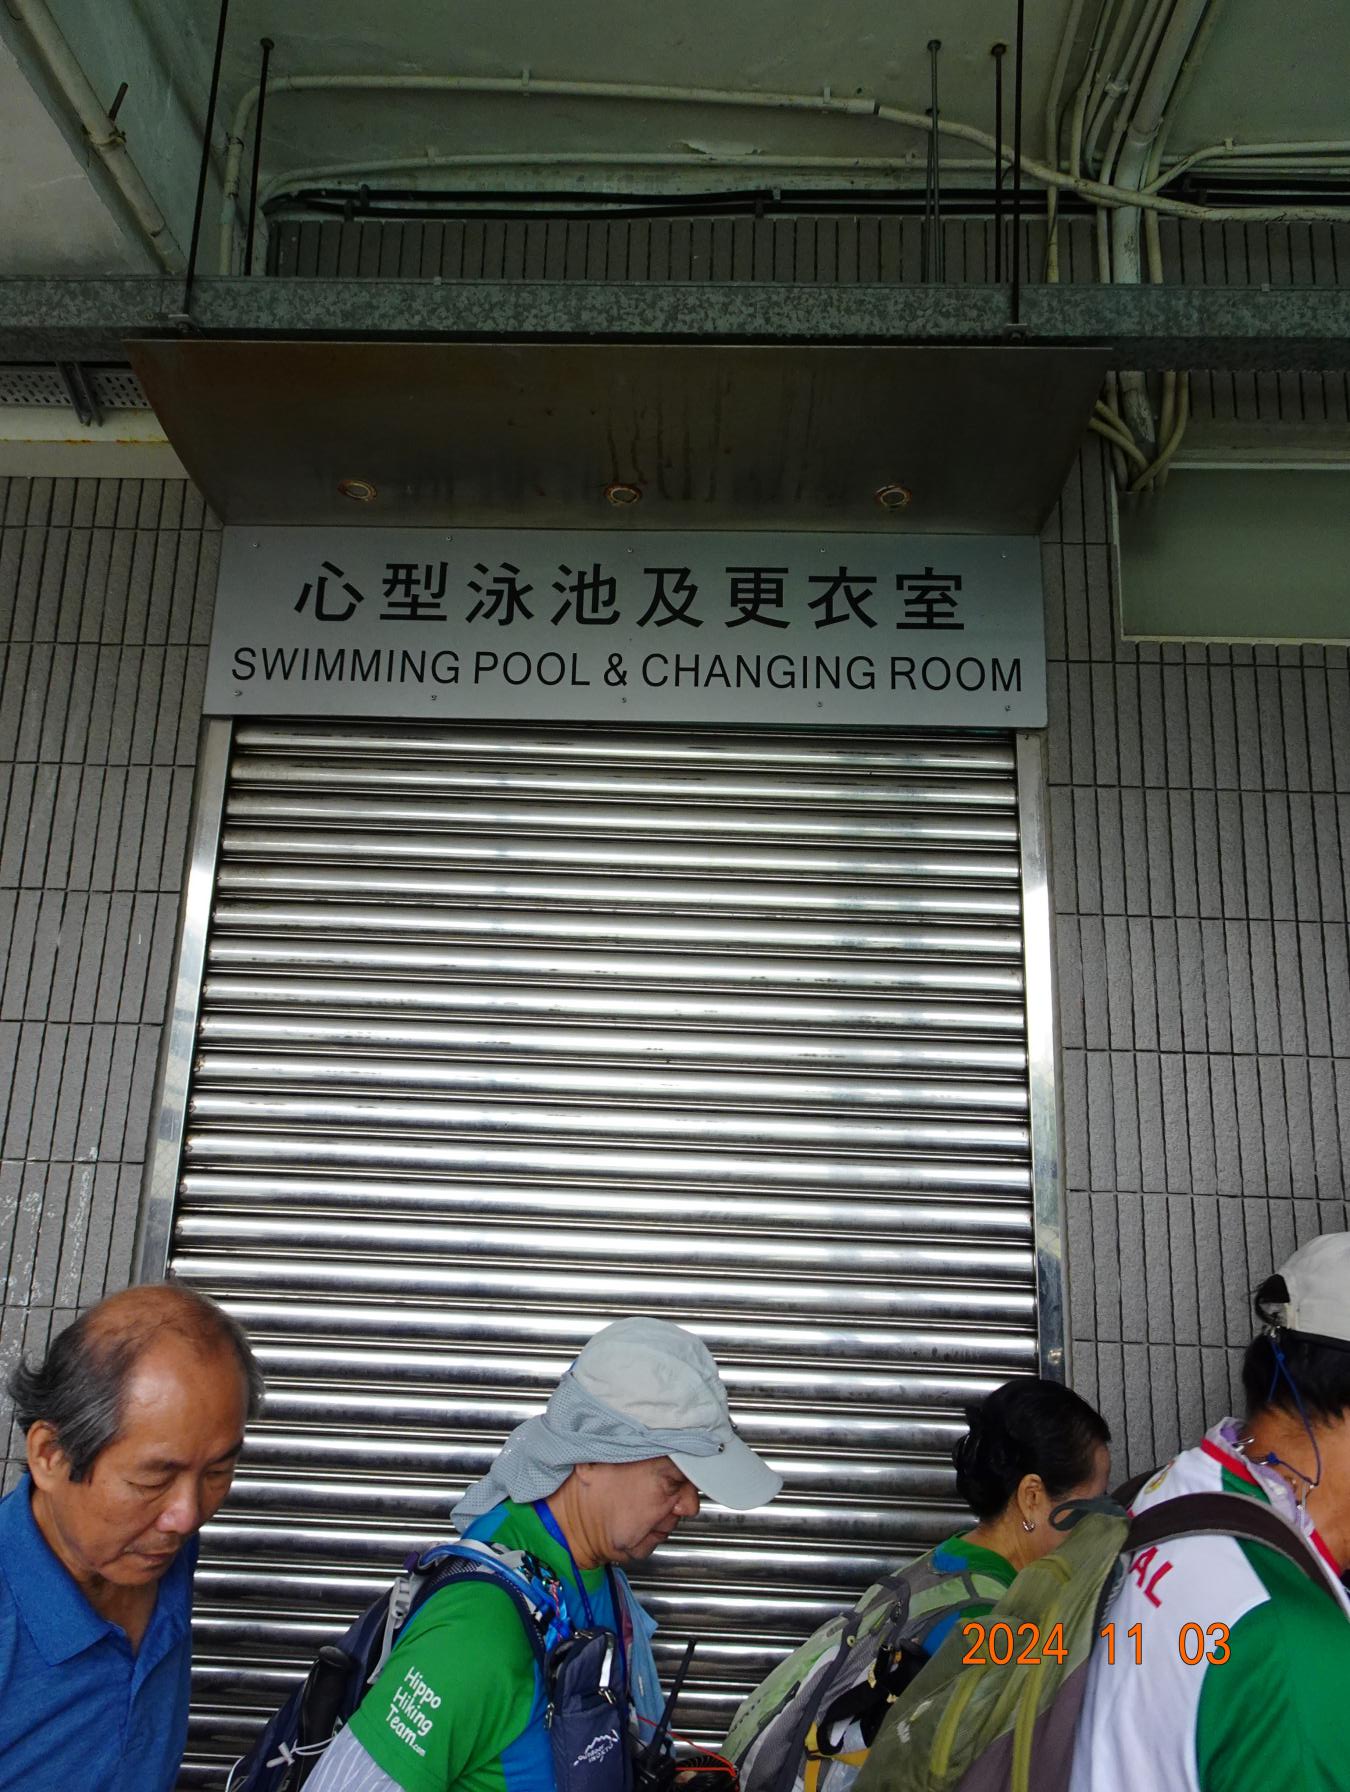 心型泳池及更衣室
SWIMMING POOL & CHANGING ROOM
Hippo
Hiking
Team.com
AL
2024 11 03